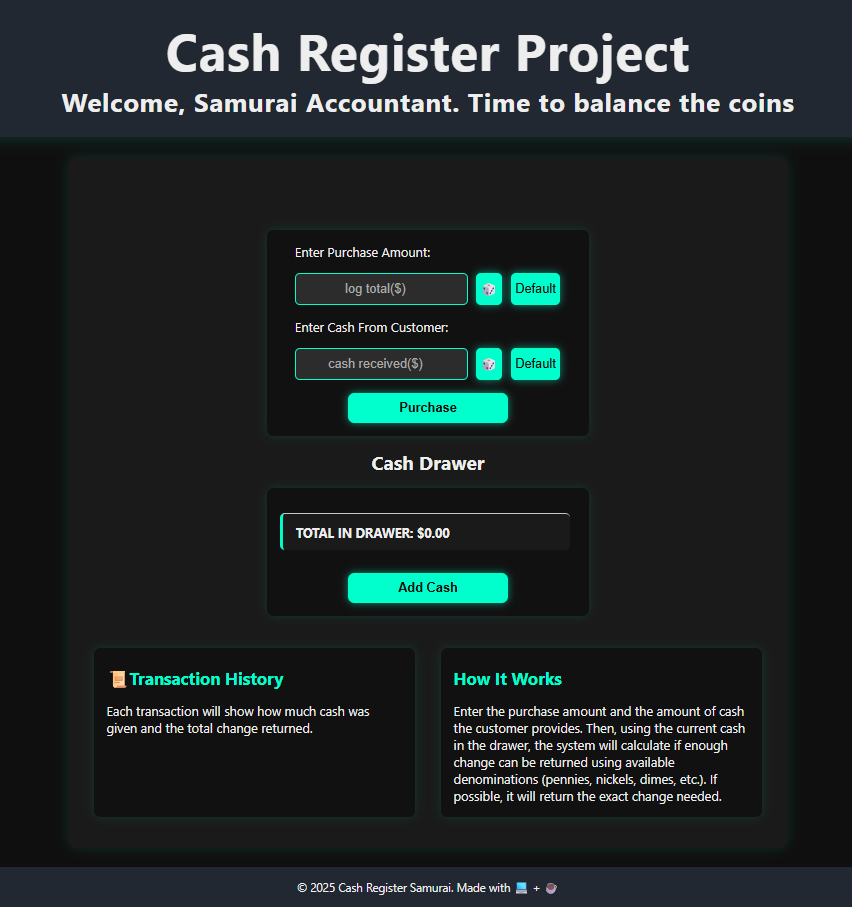 Cash Register Project
Welcome, Samurai Accountant. Time to balance the coins
Enter Purchase Amount:
log total($)
Default
Enter Cash From Customer:
cash received($)
Default
Purchase
Cash Drawer
TOTAL IN DRAWER: $0.00
Add Cash
📜Transaction History
Each transaction will show how much cash was
given and the total change returned.
How It Works
Enter the purchase amount and the amount of cash
the customer provides. Then, using the current cash
in the drawer, the system will calculate if enough
change can be returned using available
denominations (pennies, nickels, dimes, etc.). If
possible, it will return the exact change needed.
© 2025 Cash Register Samurai. Made with 💻 + ☕